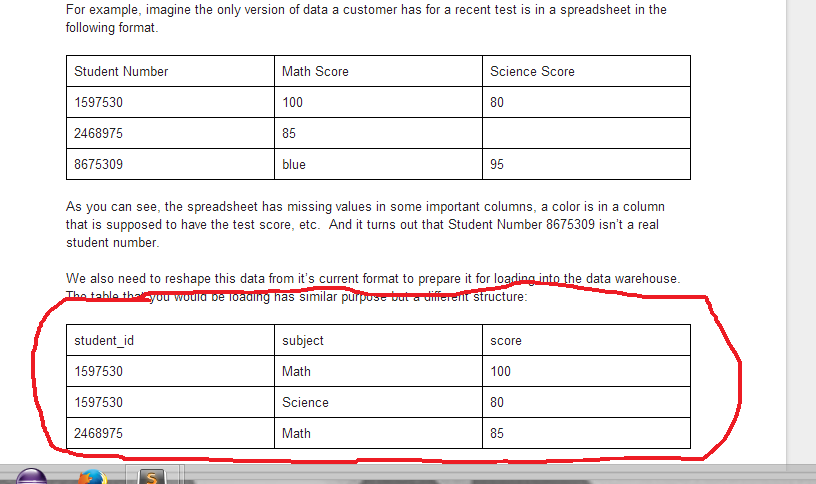 For example, imagine the only version of data a customer has for a recent test is in a spreadsheet in the
following format.
Student Number Math Score Science Score
1597530 100 80
2468975 85
8675309 blue 95
As you can see, the spreadsheet has missing values in some important columns, a color is in a column
that is supposed to have the test score, etc.  And it turns out that Student Number 8675309 isn't a real
student number.
We also need to reshape this data from it's current format to prepare it for loading into the data warehouse.
The table that you would be loading has similar purpose but a different structure:
student_id subject score
1597530 Math 100
1597530 Science 80
2468975 Math 85
S